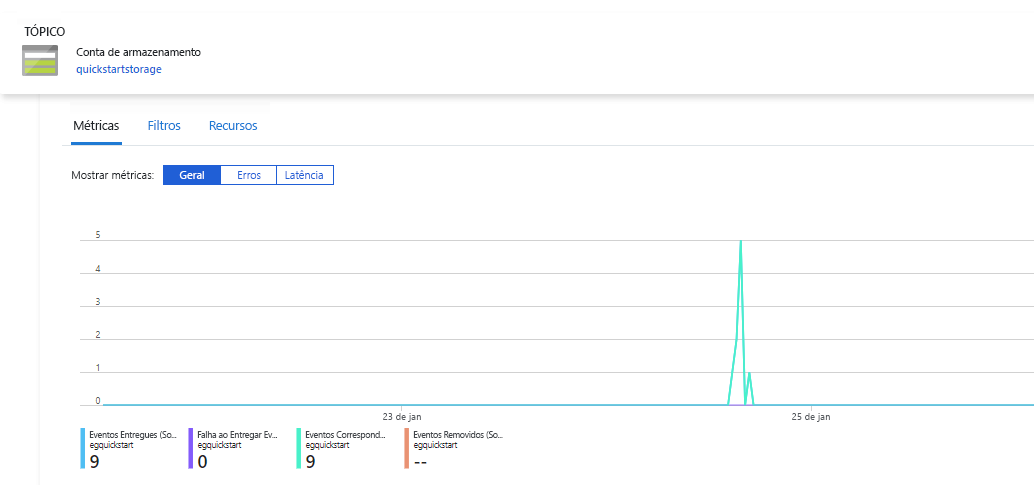 TÓPICO
Conta de armazenamento
quickstartstorage
Métricas Filtros Recursos
Mostrar métricas: Geral Erros Latência
5
4
3
2
1
0
23 de jan 25 de jan
Eventos Entregues (So... Falha ao Entregar Ev... Eventos Correspond... Eventos Removidos (So...
egquickstart egquickstart egquickstart egquickstart
9 0 9 --